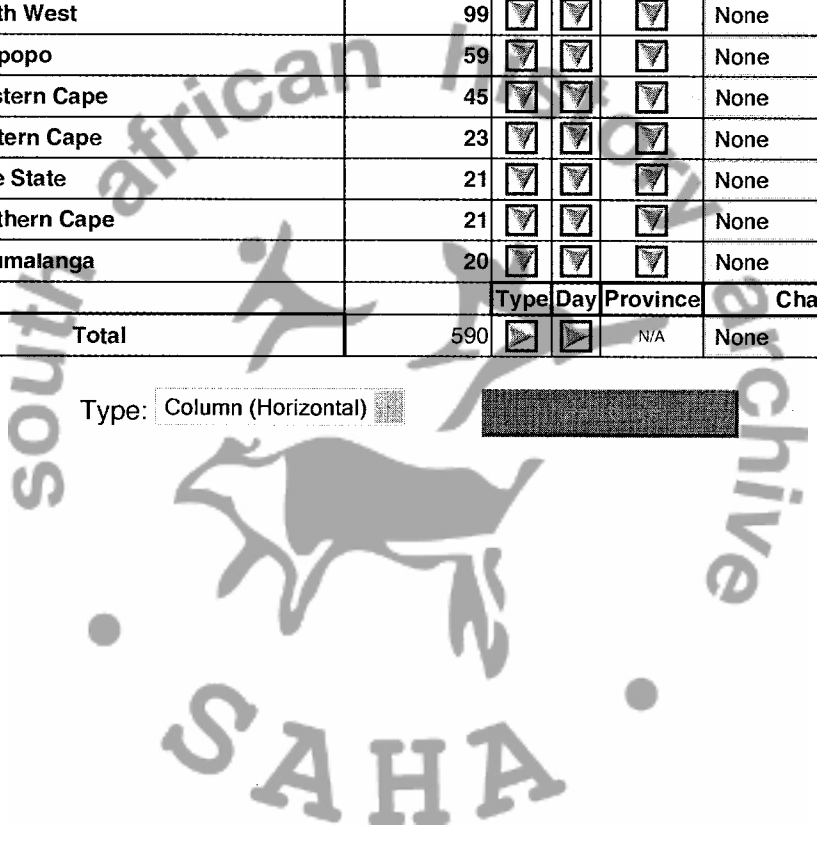 th West 99 None
popo 59 None
stern Cape 45 None
tern Cape 23 None
e State 21 None
thern Cape 21 None
umalanga 20 None
Type Day Province Cha
Total 590 N/A None
Type: Column (Horizontal)
south african history archive
SAHA